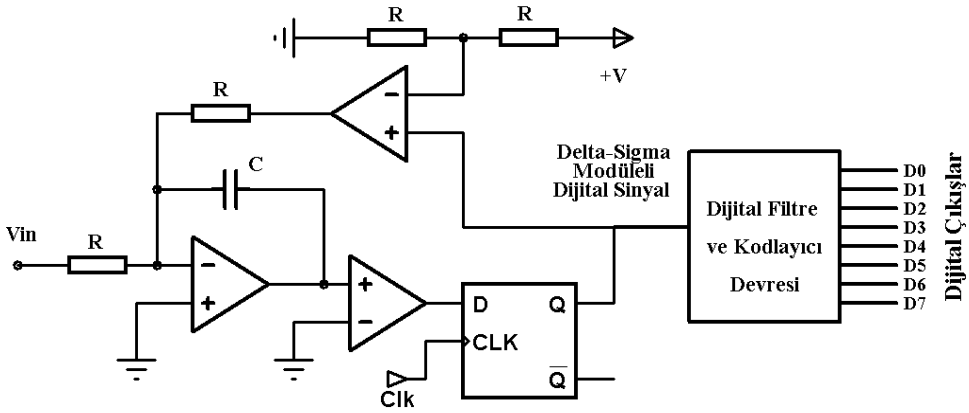 R
R
+V
R
−
+
C
Delta-Sigma
Modüleli
Dijital Sinyal
Vin
R
−
+
+
−
D
Q
CLK
Q
Clk
Dijital Filtre
ve Kodlayıcı
Devresi
D0
D1
D2
D3
D4
D5
D6
D7
Dijital Çıkışlar